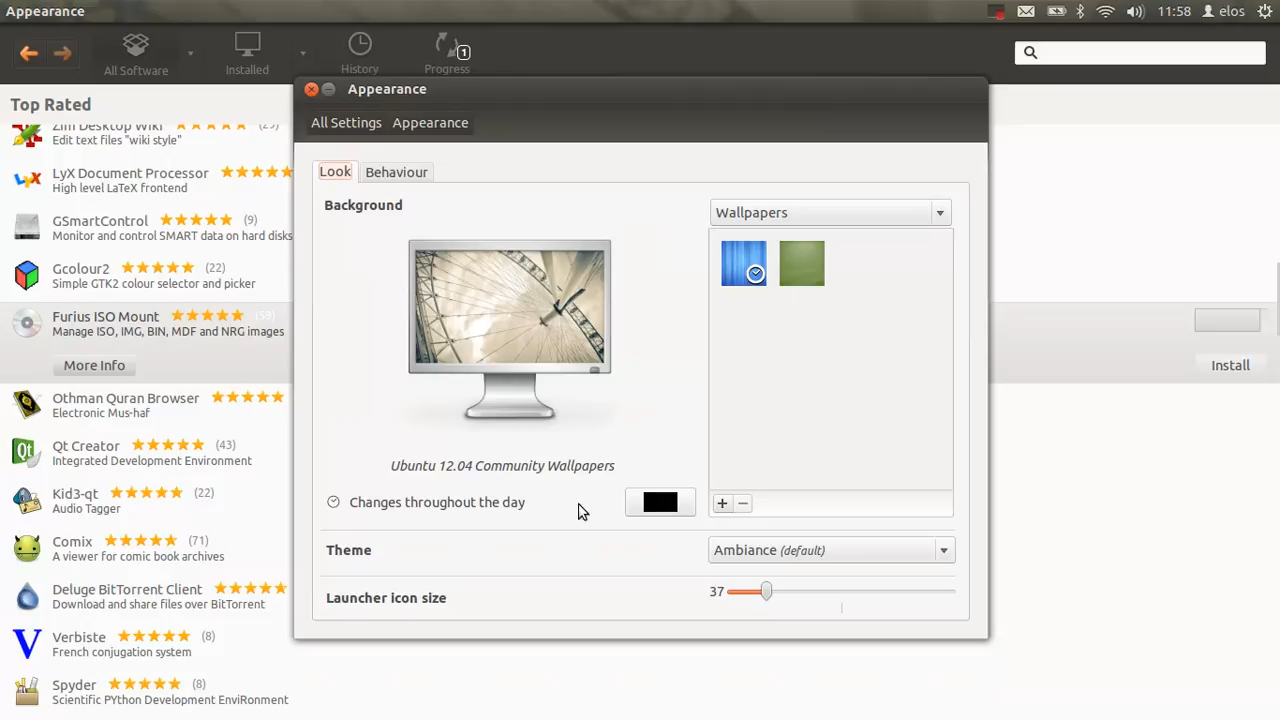 Appearance
11:58
elos
All Software
Installed
History
1
Progress
Top Rated
Zim Desktop Wiki (29)
Edit text files "wiki style"
LyX Document Processor
High level LaTeX frontend
GSmartControl (9)
Monitor and control SMART data on hard disks
Gcolour2 (22)
Simple GTK2 colour selector and picker
Furius ISO Mount (59)
Manage ISO, IMG, BIN, MDF and NRG images
More Info
Install
Othman Quran Browser
Electronic Mus-haf
Qt Creator (43)
Integrated Development Environment
Kid3-qt (22)
Audio Tagger
Comix (71)
A viewer for comic book archives
Deluge BitTorrent Client
Download and share files over BitTorrent
Verbiste (8)
French conjugation system
Spyder (8)
Scientific PYthon Development EnviRonment
Appearance
All Settings Appearance
Look Behaviour
Background
Wallpapers
Ubuntu 12.04 Community Wallpapers
Changes throughout the day
+ −
Theme
Ambiance (default)
Launcher icon size
37